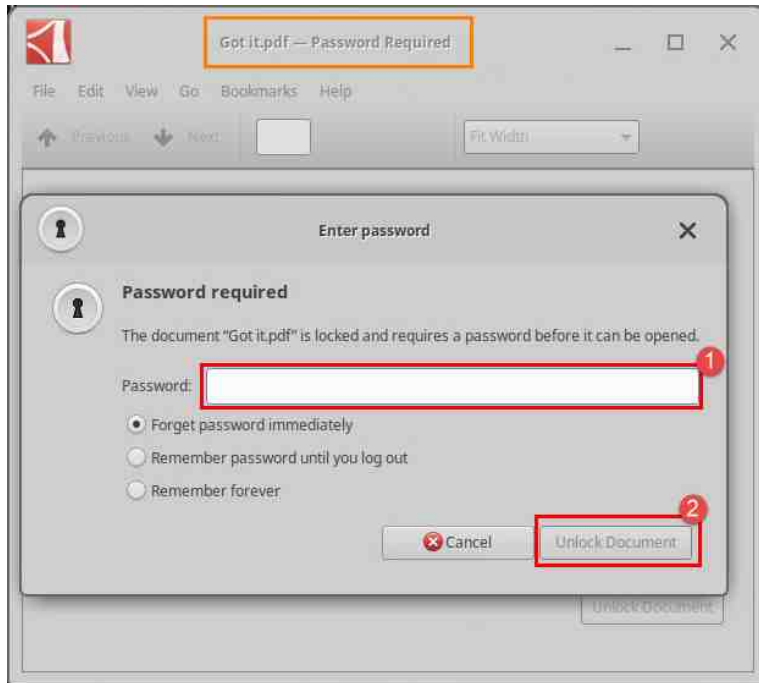 Got it.pdf — Password Required
File Edit View Go Bookmarks Help
Previous Next Fit Width
Enter password
Password required
The document “Got it.pdf” is locked and requires a password before it can be opened.
1
Password:
Forget password immediately
Remember password until you log out
Remember forever
2
Cancel Unlock Document
Unlock Document